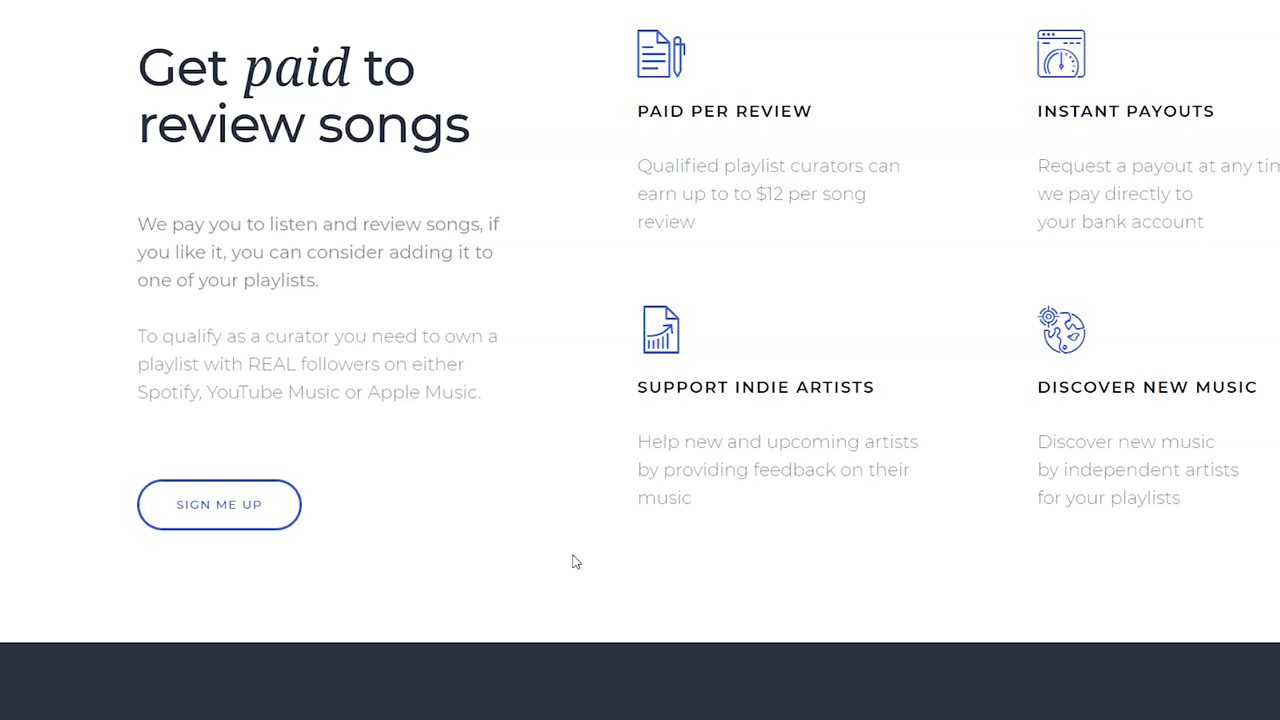 Get paid to
review songs
We pay you to listen and review songs, if
you like it, you can consider adding it to
one of your playlists.
To qualify as a curator you need to own a
playlist with REAL followers on either
Spotify, YouTube Music or Apple Music.
SIGN ME UP
PAID PER REVIEW
Qualified playlist curators can
earn up to to $12 per song
review
INSTANT PAYOUTS
Request a payout at any
we pay directly to
your bank account
SUPPORT INDIE ARTISTS
Help new and upcoming artists
by providing feedback on their
music
DISCOVER NEW MUSIC
Discover new music
by independent artists
for your playlists